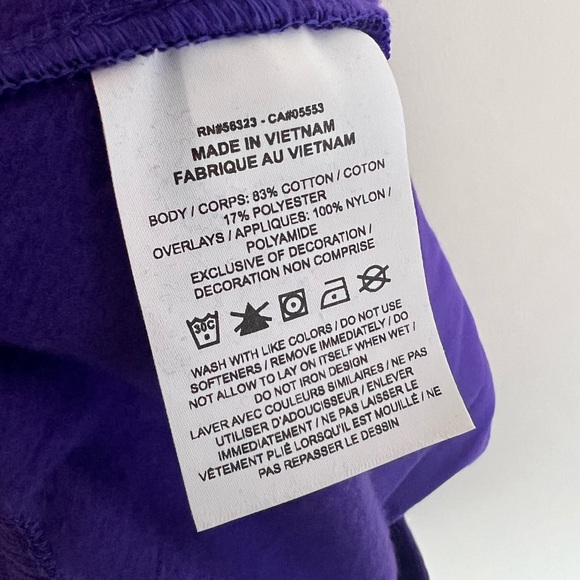 RN#56323 - CA#05553
MADE IN VIETNAM
FABRIQUE AU VIETNAM
BODY / CORPS: 83% COTTON / COTON
17% POLYESTER
OVERLAYS / APPLIQUES: 100% NYLON /
POLYAMIDE
EXCLUSIVE OF DECORATION /
DECORATION NON COMPRISE
30C
WASH WITH LIKE COLORS / DO NOT USE
SOFTENERS / REMOVE IMMEDIATELY / DO
NOT ALLOW TO LAY ON ITSELF WHEN WET /
DO NOT IRON DESIGN
LAVER AVEC COULEURS SIMILAIRES / NE PAS
UTILISER D'ADOUCISSEUR / ENLEVER
IMMÉDIATEMENT / NE PAS LAISSER LE
VÊTEMENT PLIÉ LORSQU'IL EST MOUILLÉ / NE
PAS REPASSER LE DESSIN